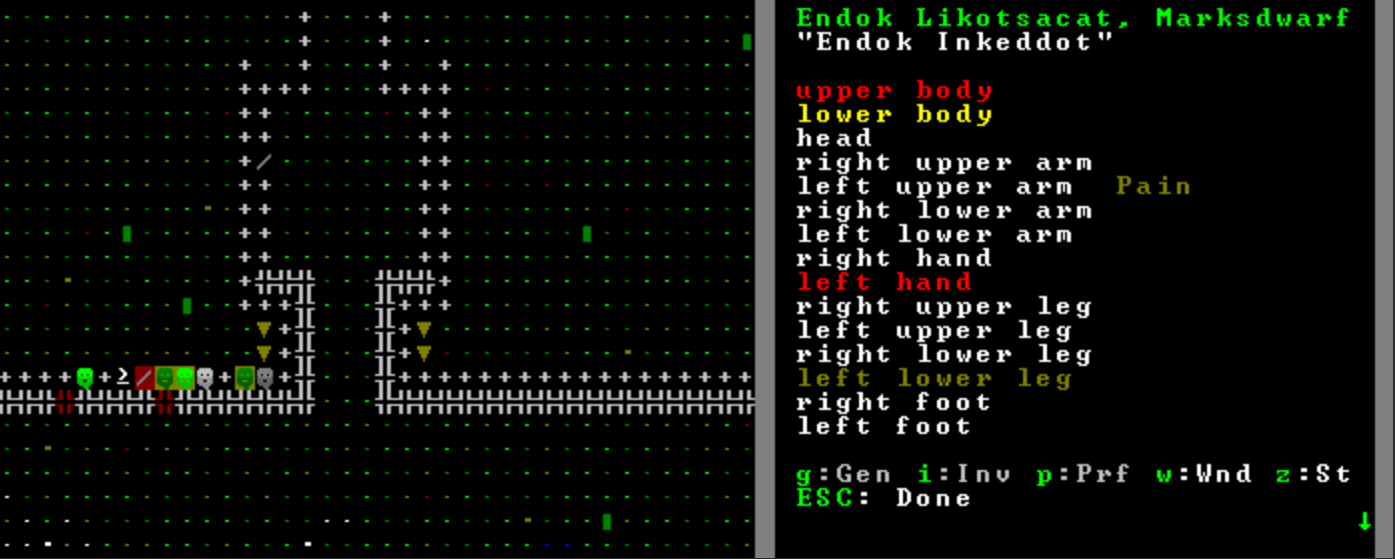 Endok Likotsacat, Marksdwarf
"Endok Inkeddot"
upper body
lower body
head
right upper arm
left upper arm Pain
right lower arm
left lower arm
right hand
left hand
right upper leg
left upper leg
right lower leg
left lower leg
right foot
left foot
g:Gen i:Inv p:Prf w:Wnd z:St
ESC: Done